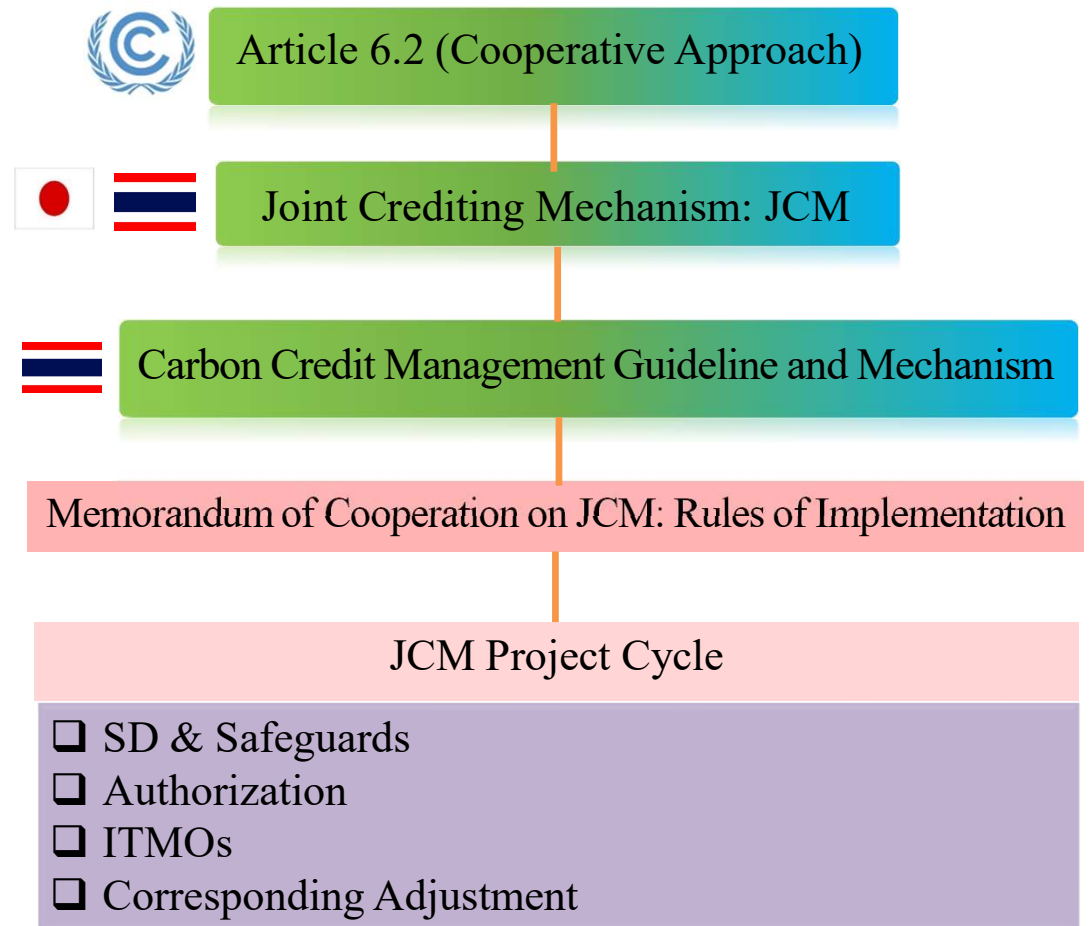 Article 6.2 (Cooperative Approach)
Joint Crediting Mechanism: JCM
Carbon Credit Management Guideline and Mechanism
Memorandum of Cooperation on JCM: Rules of Implementation
JCM Project Cycle
❑ SD & Safeguards
❑ Authorization
❑ ITMOs
❑ Corresponding Adjustment